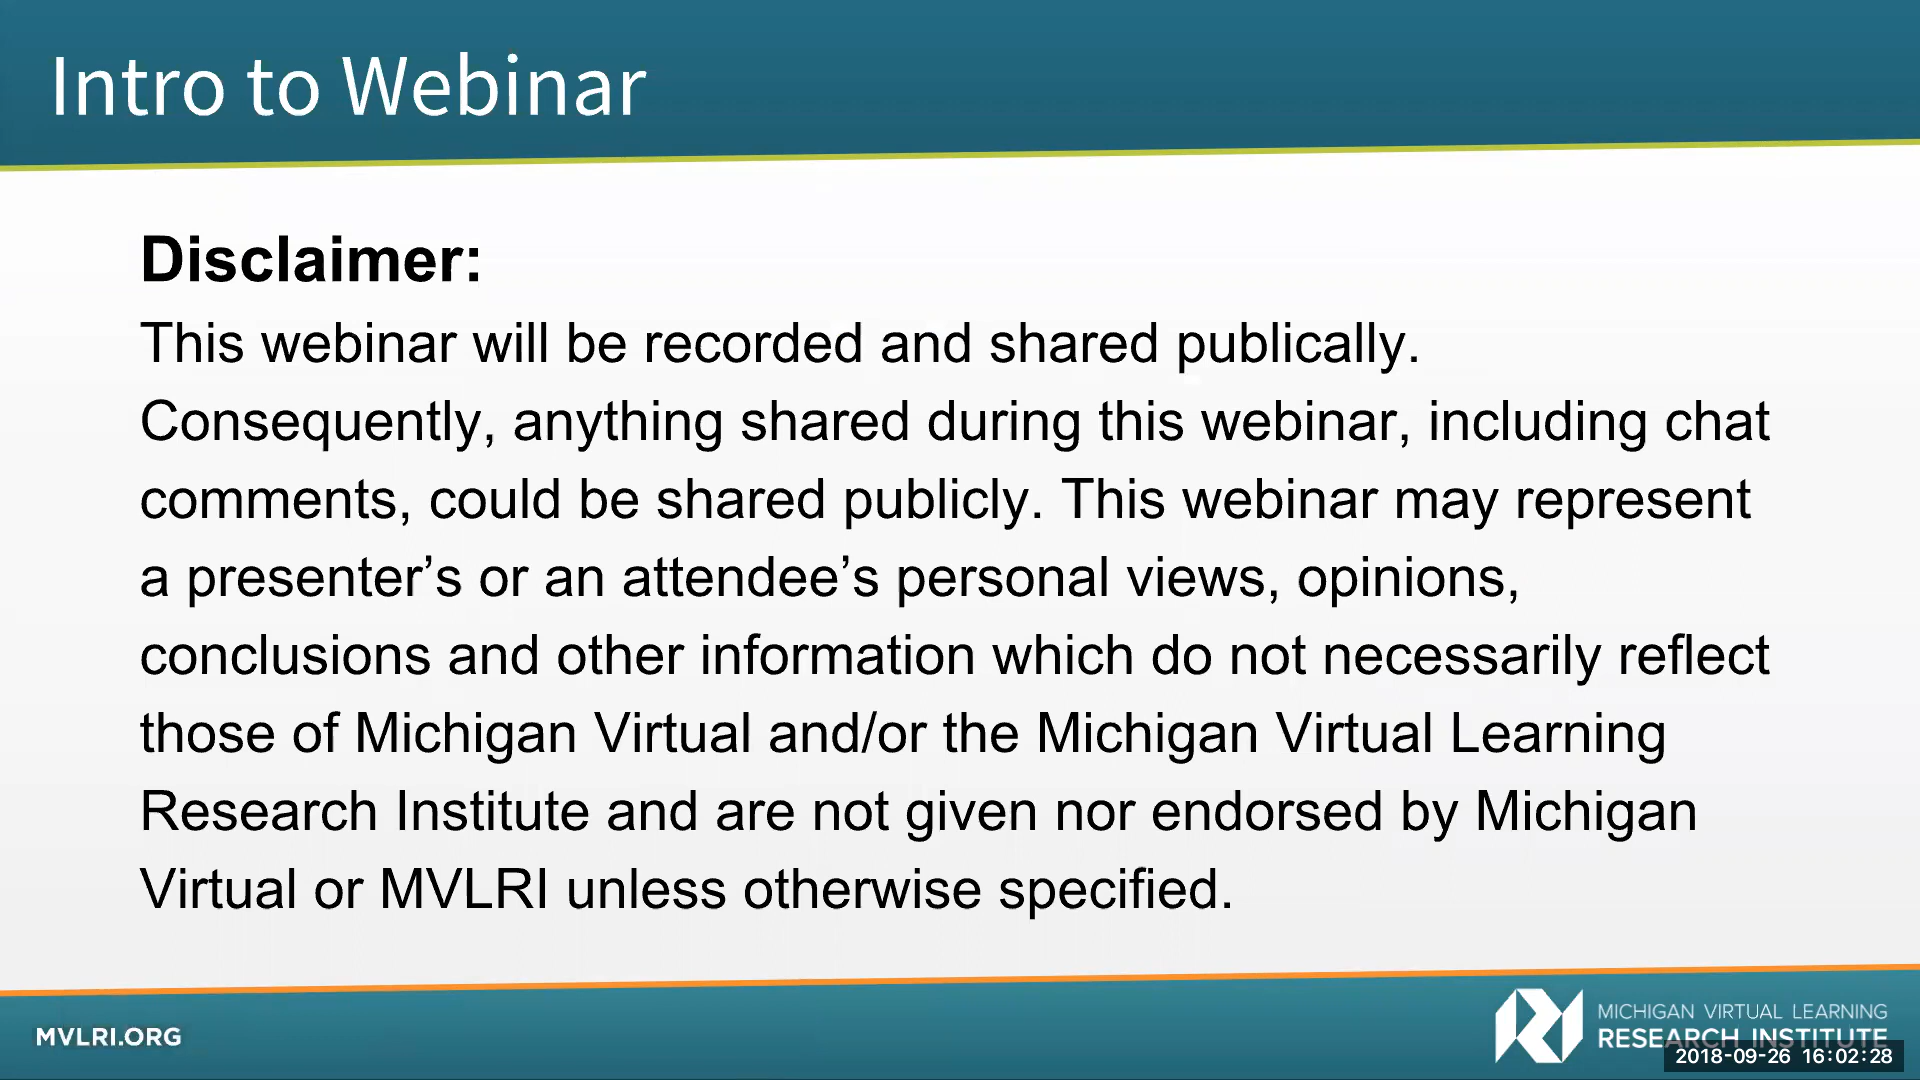 Intro to Webinar
Disclaimer:
This webinar will be recorded and shared publically.
Consequently, anything shared during this webinar, including chat
comments, could be shared publicly. This webinar may represent
a presenter’s or an attendee’s personal views, opinions,
conclusions and other information which do not necessarily reflect
those of Michigan Virtual and/or the Michigan Virtual Learning
Research Institute and are not given nor endorsed by Michigan
Virtual or MVLRI unless otherwise specified.
MVLRI.ORG
MICHIGAN VIRTUAL LEARNING
RESEARCH INSTITUTE
2018-09-26 16:02:28